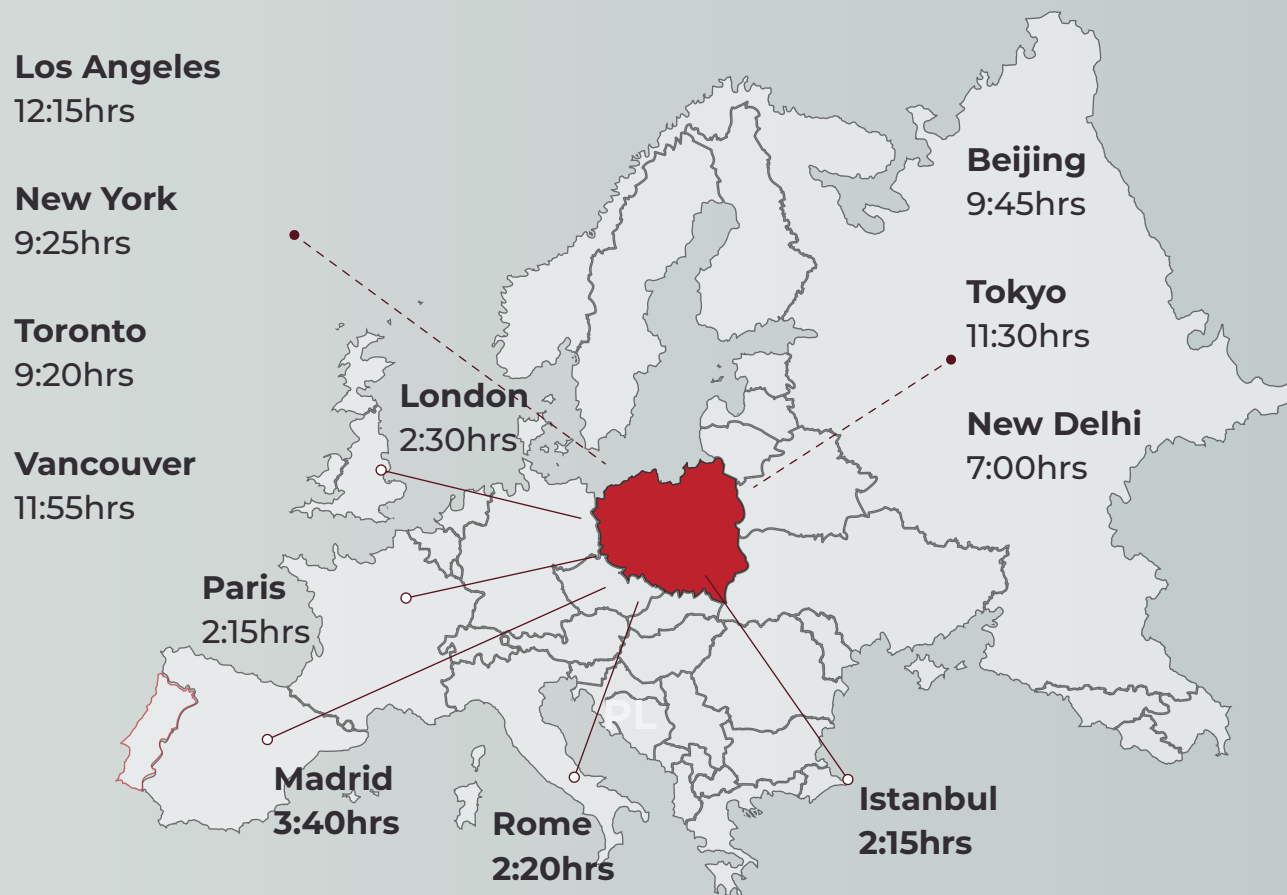 Los Angeles
12:15hrs
New York
9:25hrs
Toronto
9:20hrs
Vancouver
11:55hrs
London
2:30hrs
Paris
2:15hrs
Madrid
3:40hrs
Rome
2:20hrs
Istanbul
2:15hrs
PL
Beijing
9:45hrs
Tokyo
11:30hrs
New Delhi
7:00hrs